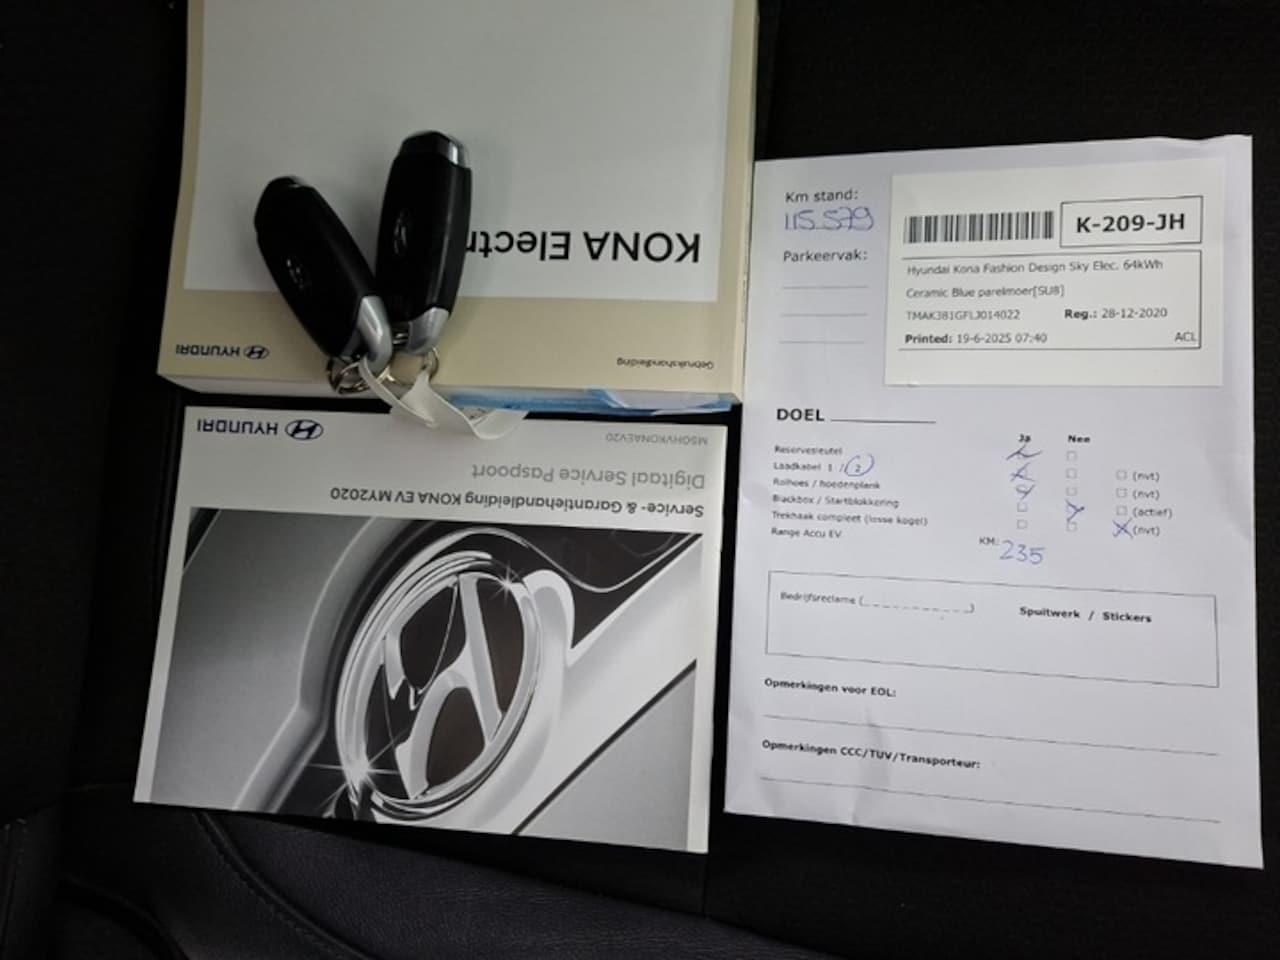 KONA Electr
HYUNDAI
Gebrukshandleiding
HYUNDAI
MSOHVKONAEV20
Digitaal Service Paspoort
Service- & Garantiehandleiding KONA EV MY2020
Km stand:
115.579
Parkeervak:
K-209-JH
Hyundai Kona Fashion Design Sky Elec. 64kWh
Ceramic Blue parelmoer[SU8]
TMAK381GFLJ014022 Reg.: 28-12-2020
Printed: 19-6-2025 07:40 ACL
DOEL
Ja Nee
Reservesleutel
Laadkabel 1 / 2 (nvt)
Rolhoes / hoedenplank (nvt)
Blackbox / Startblokkering (actief)
Trekhaak compleet (losse kogel) (nvt)
Range Accu EV KM: 235
Bedrijfsreclame (_ _ _ _ _ _ _ _ _ _ _) Spuitwerk / Stickers
Opmerkingen voor EOL:
Opmerkingen CCC/TUV/Transporteur: